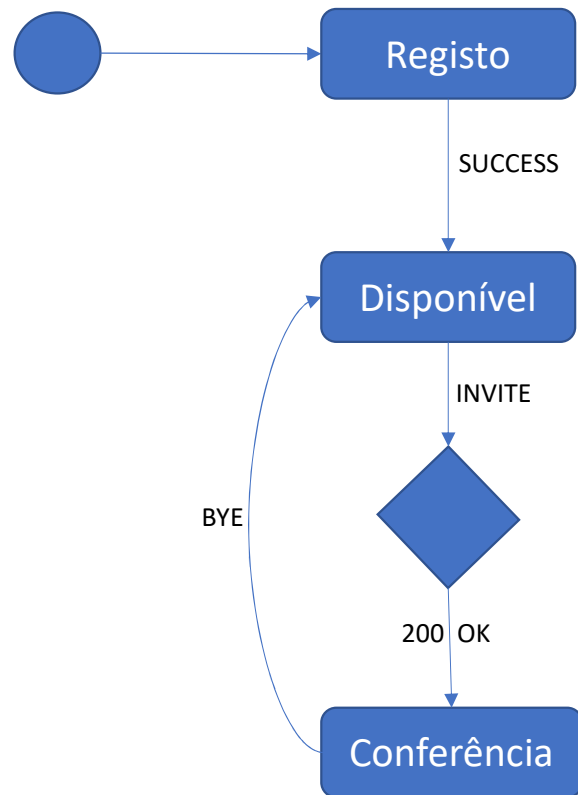 Registo
SUCCESS
Disponível
INVITE
BYE
200 OK
Conferência